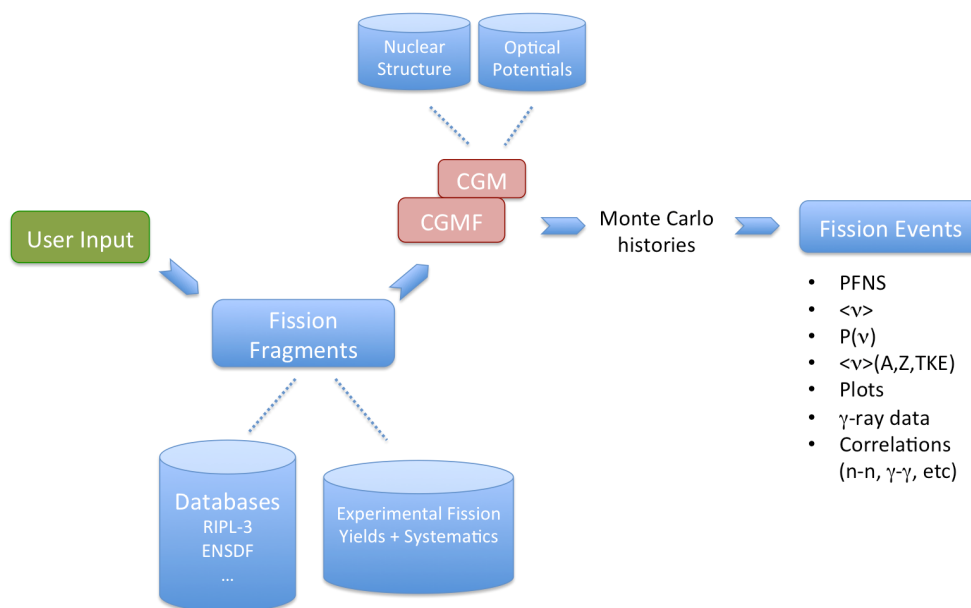 Nuclear
Structure
Optical
Potentials
CGM
CGMF
User Input
Monte Carlo
histories
Fission Events
Fission
Fragments
• PFNS
• <ν>
• P(ν)
• <ν>(A,Z,TKE)
• Plots
• γ-ray data
• Correlations
(n-n, γ-γ, etc)
Databases
RIPL-3
ENSDF
...
Experimental Fission
Yields + Systematics